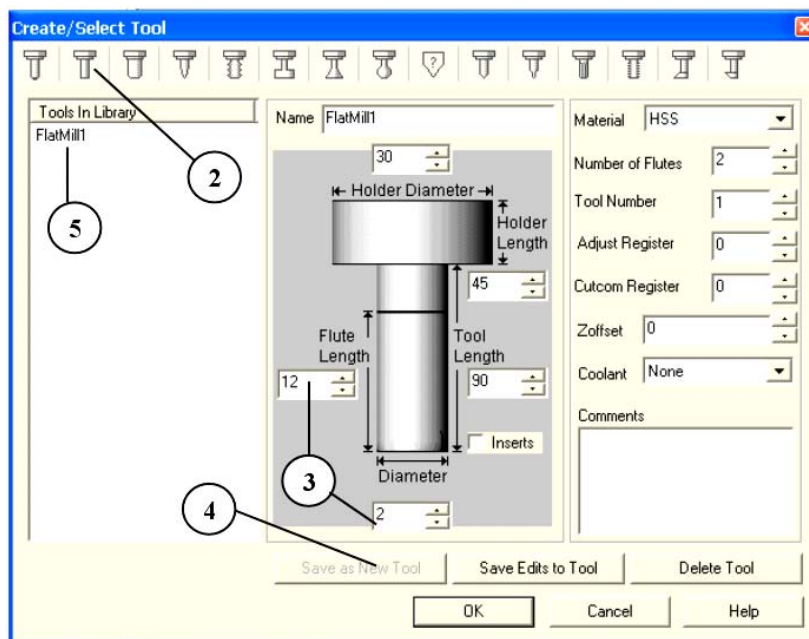 Create/Select Tool
?
Tools In Library
FlatMill1
2
5
Name FlatMill1
30
Holder Diameter
Holder
Length
45
Flute
Length
Tool
Length
12
90
Inserts
3
Diameter
2
4
Material HSS
Number of Flutes 2
Tool Number 1
Adjust Register 0
Cutcom Register 0
Zoffset 0
Coolant None
Comments
Save as New Tool
Save Edits to Tool
Delete Tool
OK
Cancel
Help